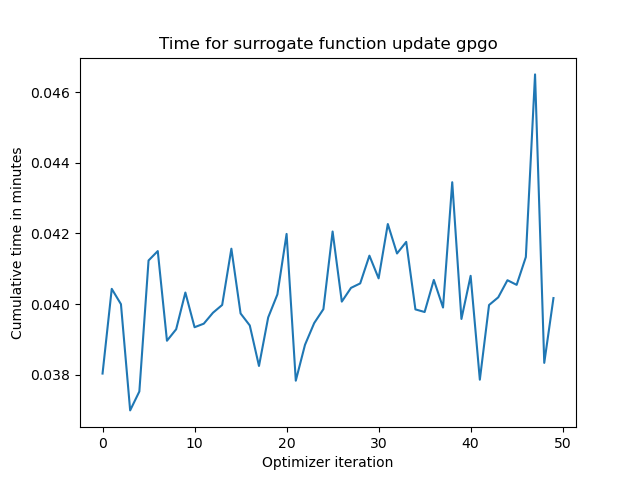 Time for surrogate function update gpgo
Cumulative time in minutes
0.046
0.044
0.042
0.040
0.038
0 10 20 30 40 50
Optimizer iteration